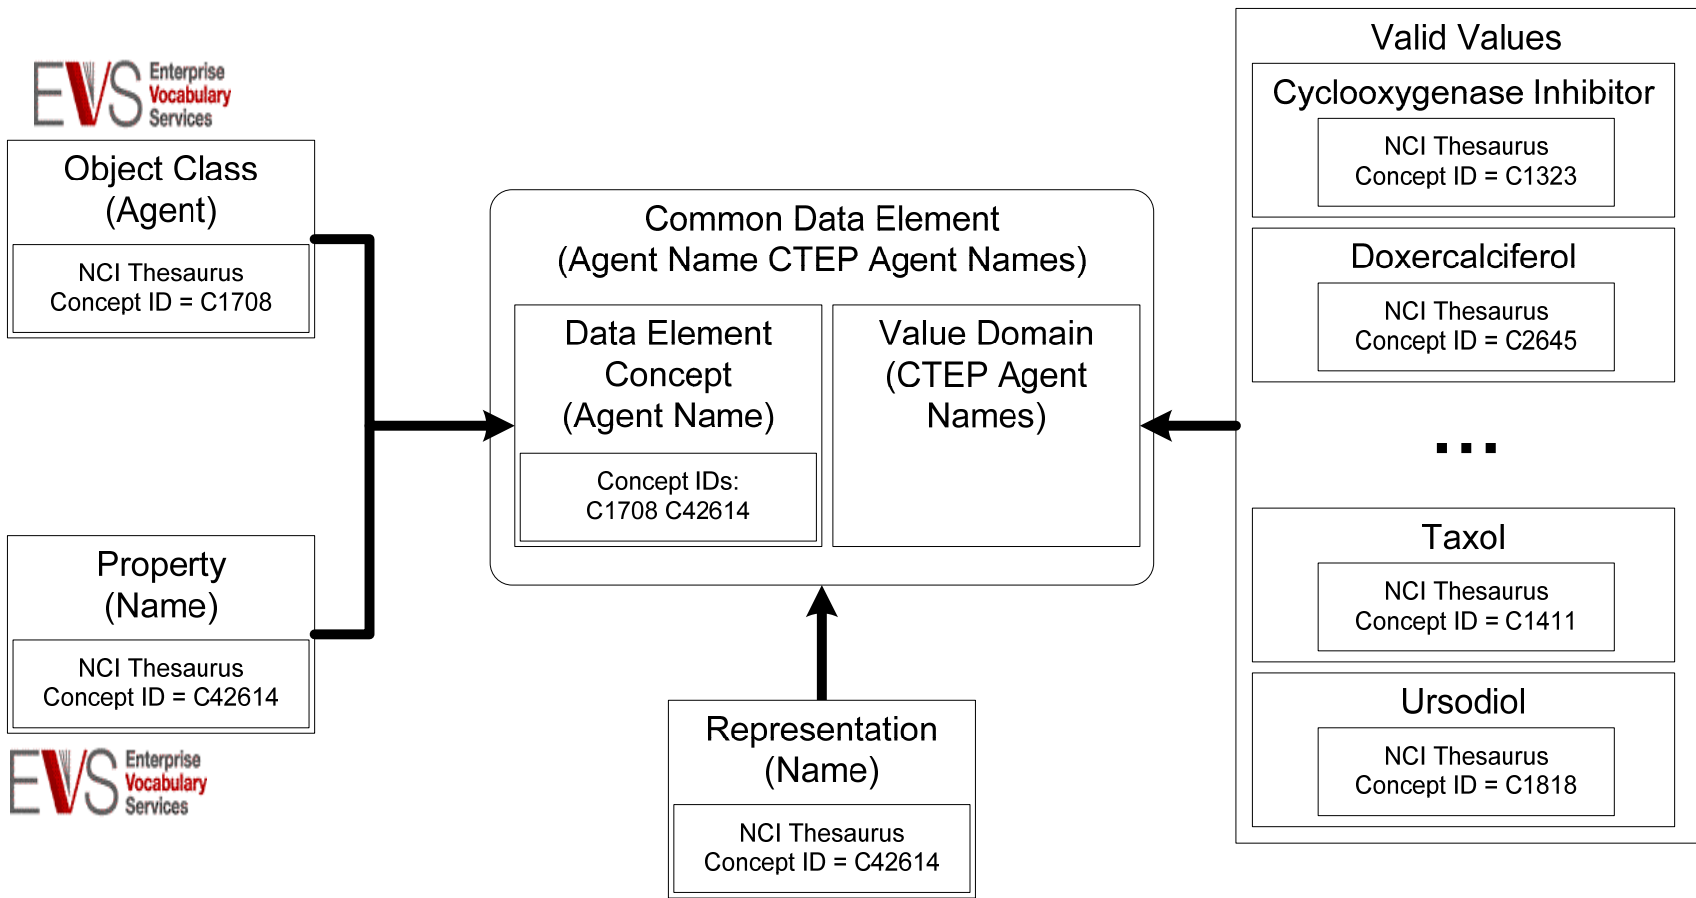 EVS Enterprise
Vocabulary
Services
Object Class
(Agent)
NCI Thesaurus
Concept ID = C1708
Property
(Name)
NCI Thesaurus
Concept ID = C42614
EVS Enterprise
Vocabulary
Services
Common Data Element
(Agent Name CTEP Agent Names)
Data Element
Concept
(Agent Name)
Concept IDs:
C1708 C42614
Value Domain
(CTEP Agent
Names)
Representation
(Name)
NCI Thesaurus
Concept ID = C42614
Valid Values
Cyclooxygenase Inhibitor
NCI Thesaurus
Concept ID = C1323
Doxercalciferol
NCI Thesaurus
Concept ID = C2645
...
Taxol
NCI Thesaurus
Concept ID = C1411
Ursodiol
NCI Thesaurus
Concept ID = C1818